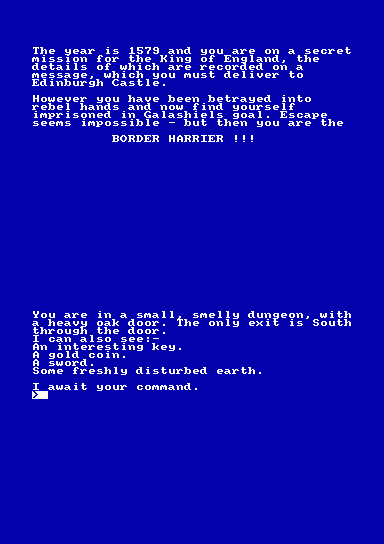 The year is 1579 and you are on a secret
mission for the King of England, the
details of which are recorded on a
message, which you must deliver to
Edinburgh Castle.
However you have been betrayed into
rebel hands and now find yourself
imprisoned in Galashiels goal. Escape
seems impossible - but then you are the
BORDER HARRIER !!!
You are in a small, smelly dungeon, with
a heavy oak door. The only exit is South
through the door.
I can also see:-
An interesting key.
A gold coin.
A sword.
Some freshly disturbed earth.
I await your command.
>